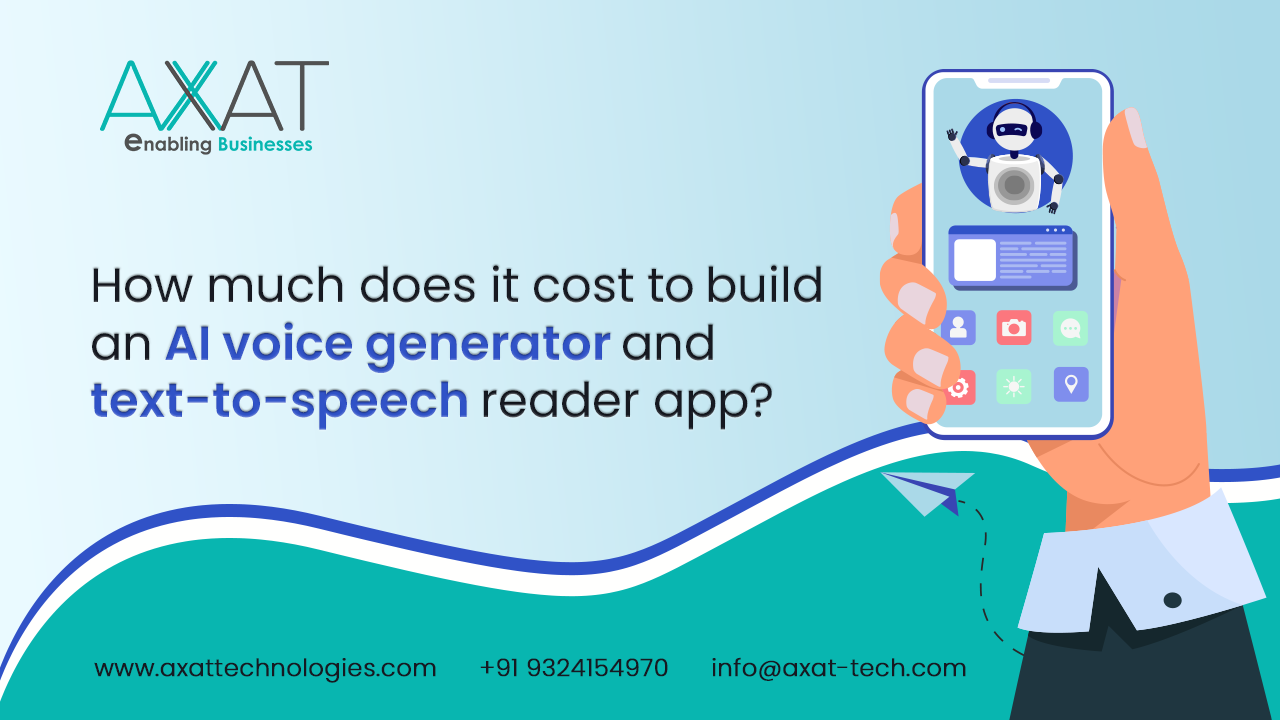 AXAT
enabling Businesses
How much does it cost to build
an AI voice generator and
text-to-speech reader app?
www.axattechnologies.com +91 9324154970 info@axat-tech.com